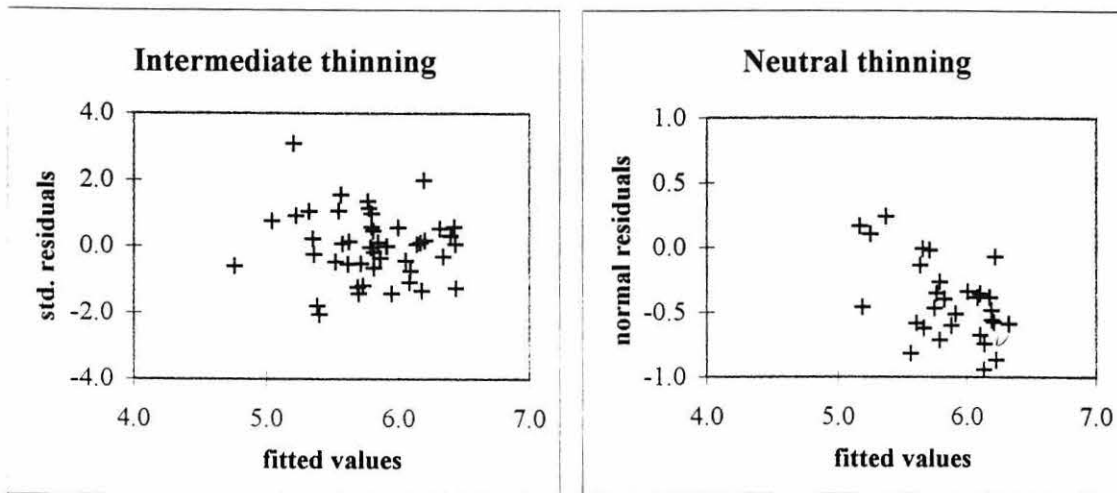 Intermediate thinning
4.0
2.0
0.0
-2.0
-4.0
std. residuals
4.0 5.0 6.0 7.0
fitted values
Neutral thinning
1.0
0.5
0.0
-0.5
-1.0
normal residuals
4.0 5.0 6.0 7.0
fitted values